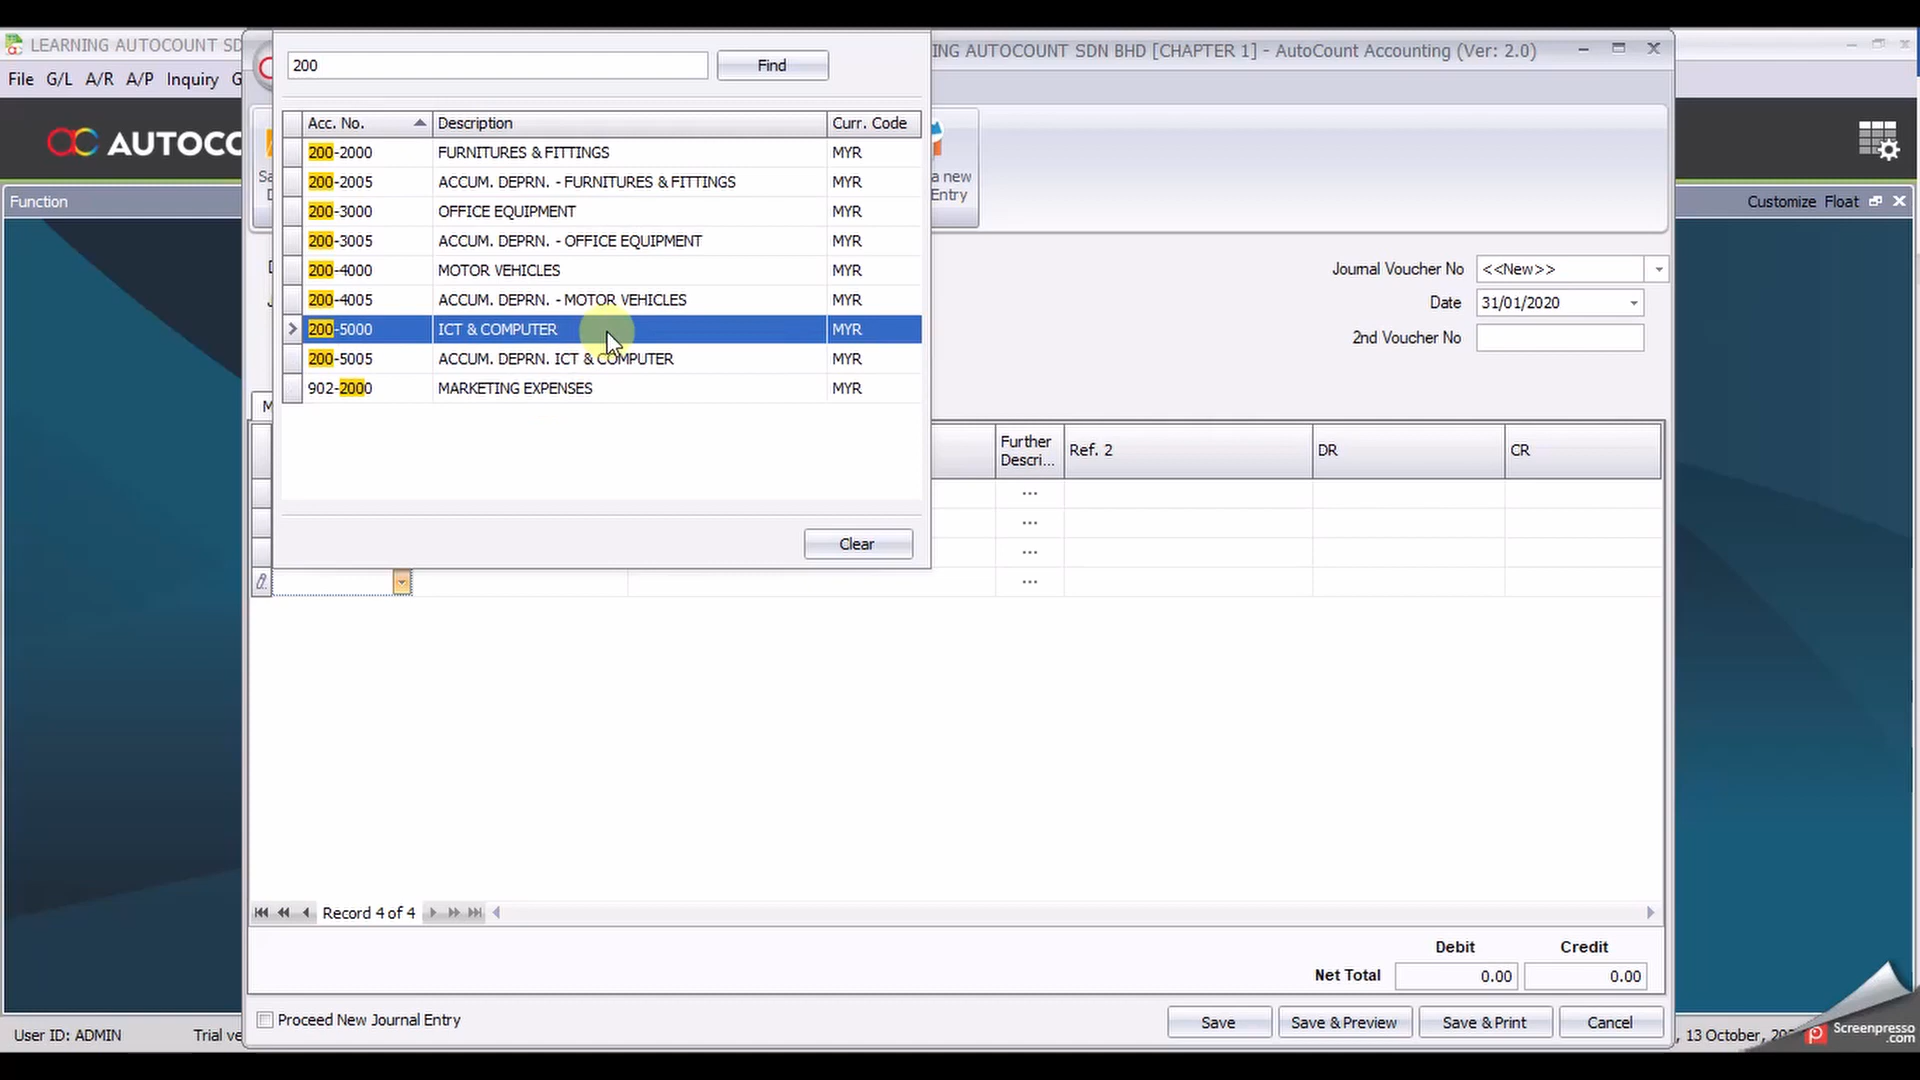 LEARNING AUTOCOUNT SD
NING AUTOCOUNT SDN BHD [CHAPTER 1] - AutoCount Accounting (Ver: 2.0)
File G/L A/R A/P Inquiry G
200
Find
AUTOCO
Acc. No. Description Curr. Code
200-2000 FURNITURES & FITTINGS MYR
200-2005 ACCUM. DEPRN. - FURNITURES & FITTINGS MYR
200-3000 OFFICE EQUIPMENT MYR
200-3005 ACCUM. DEPRN. - OFFICE EQUIPMENT MYR
200-4000 MOTOR VEHICLES MYR
200-4005 ACCUM. DEPRN. - MOTOR VEHICLES MYR
200-5000 ICT & COMPUTER MYR
200-5005 ACCUM. DEPRN. ICT & COMPUTER MYR
902-2000 MARKETING EXPENSES MYR
Clear
Sa
a new
Entry
Function
Customize Float
Journal Voucher No <<New>>
Date 31/01/2020
2nd Voucher No
M
Further
Descri...
Ref. 2
DR
CR
...
...
...
...
Record 4 of 4
Debit Credit
Net Total 0.00 0.00
Proceed New Journal Entry
Save
Save & Preview
Save & Print
Cancel
User ID: ADMIN
Trial ve
, 13 October, 20
Screenpresso
.com